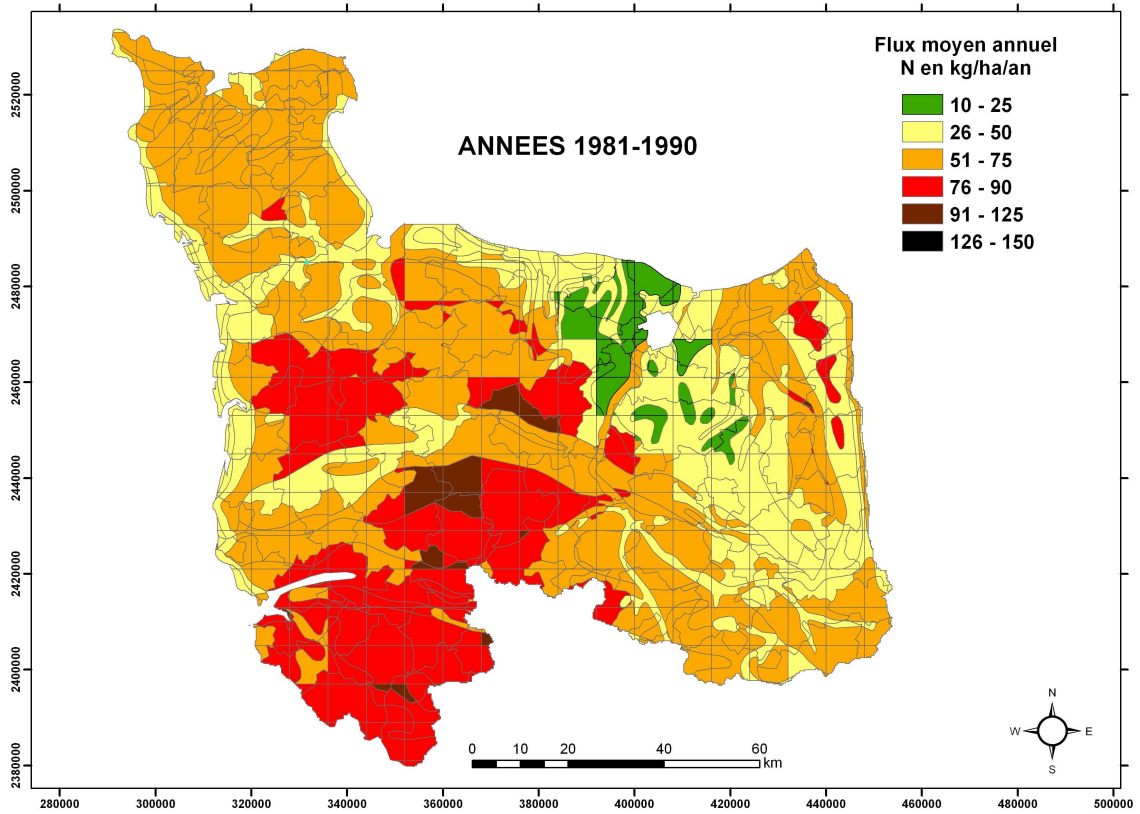 ANNEES 1981-1990
Flux moyen annuel
N en kg/ha/an
10 - 25
26 - 50
51 - 75
76 - 90
91 - 125
126 - 150
2520000
2500000
2480000
2460000
2440000
2420000
2400000
2380000
N
W E
S
0 10 20 40 60
km
280000 300000 320000 340000 360000 380000 400000 420000 440000 460000 480000 500000